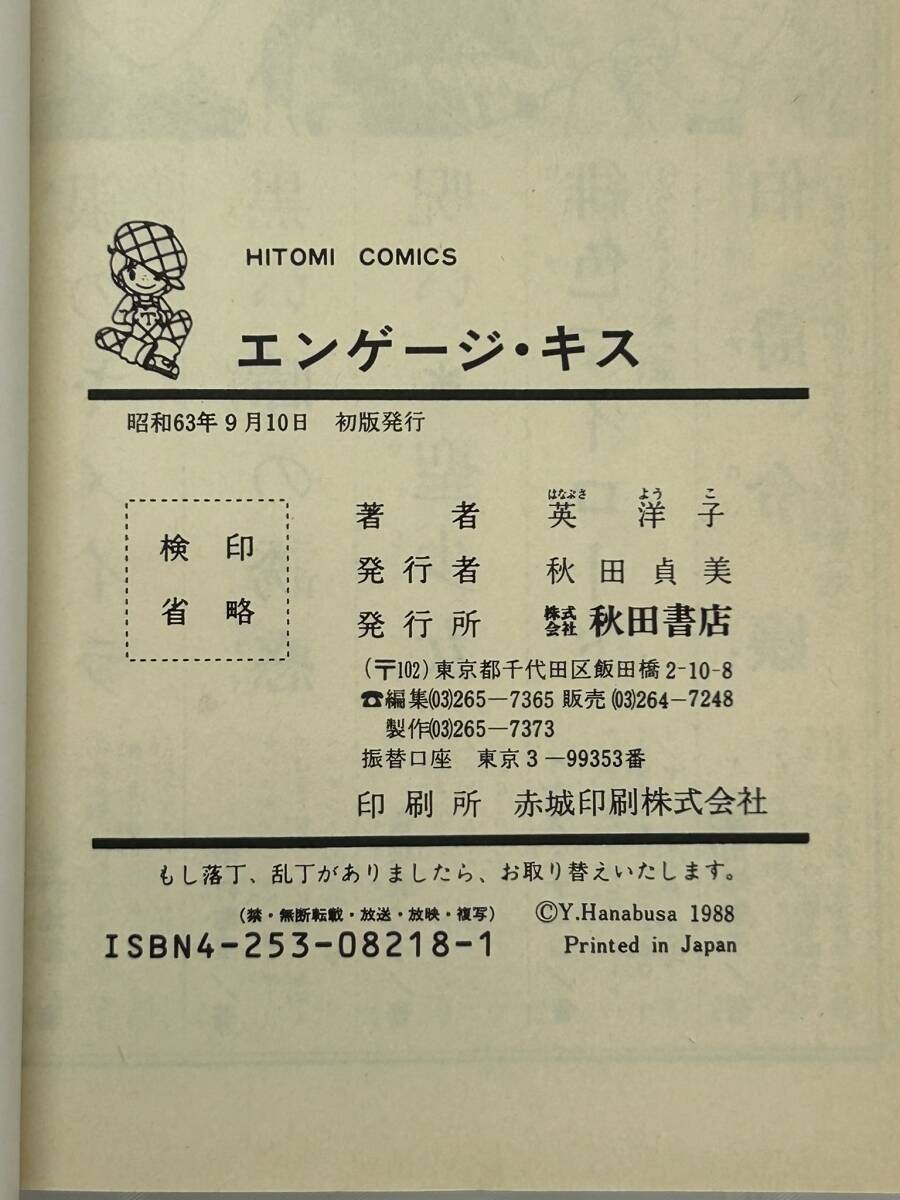 HITOMI COMICS
エンゲージ・キス
昭和63年9月10日 初版発行
検印
省略
はなぶさ よう こ
著者 英 洋子
発行者 秋田貞美
発行所 株式会社 秋田書店
(〒102)東京都千代田区飯田橋2-10-8
☎編集(03)265―7365 販売(03)264―7248
製作(03)265―7373
振替口座 東京3―99353番
印刷所 赤城印刷株式会社
もし落丁、乱丁がありましたら、お取り替えいたします。
(禁・無断転載・放送・放映・複写)
ISBN4-253-08218-1
©Y.Hanabusa 1988
Printed in Japan